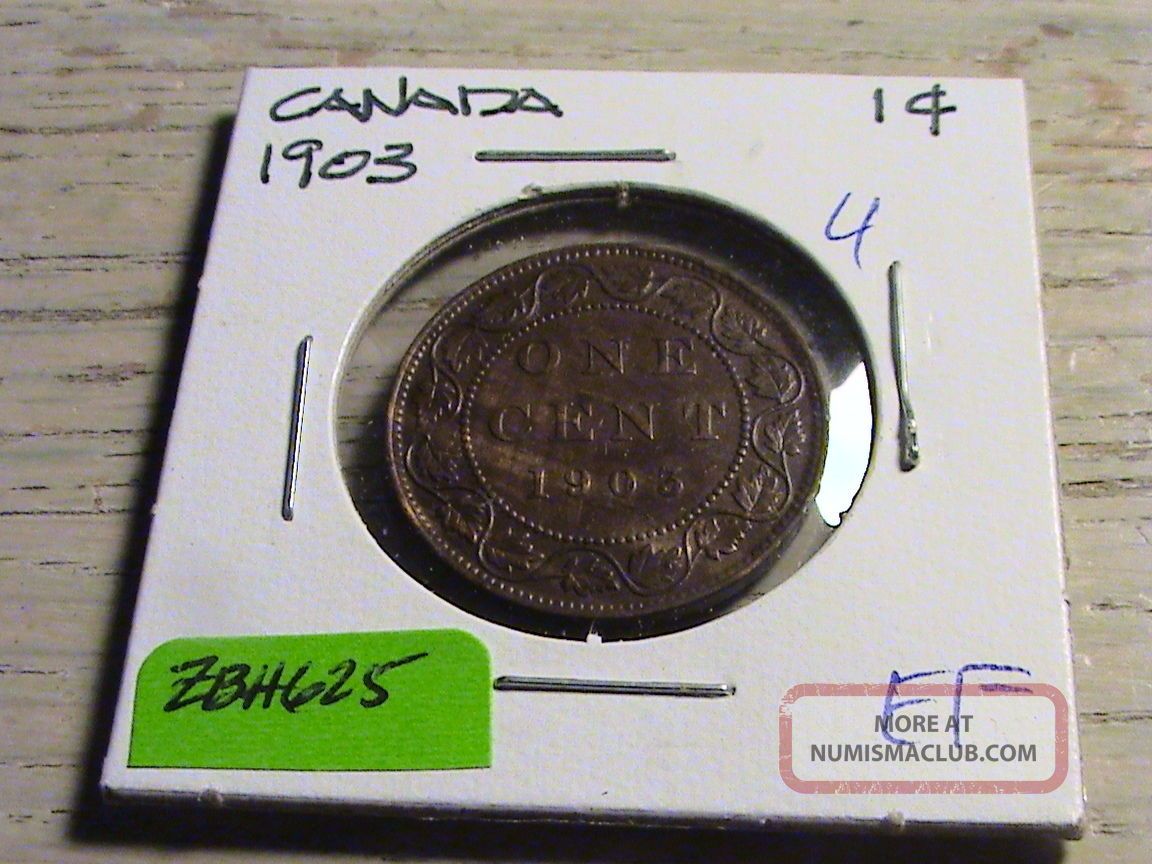 CANADA 1¢
1903
4
ONE
CENT
1903
ZBH625
EF
MORE AT
NUMISMACLUB.COM